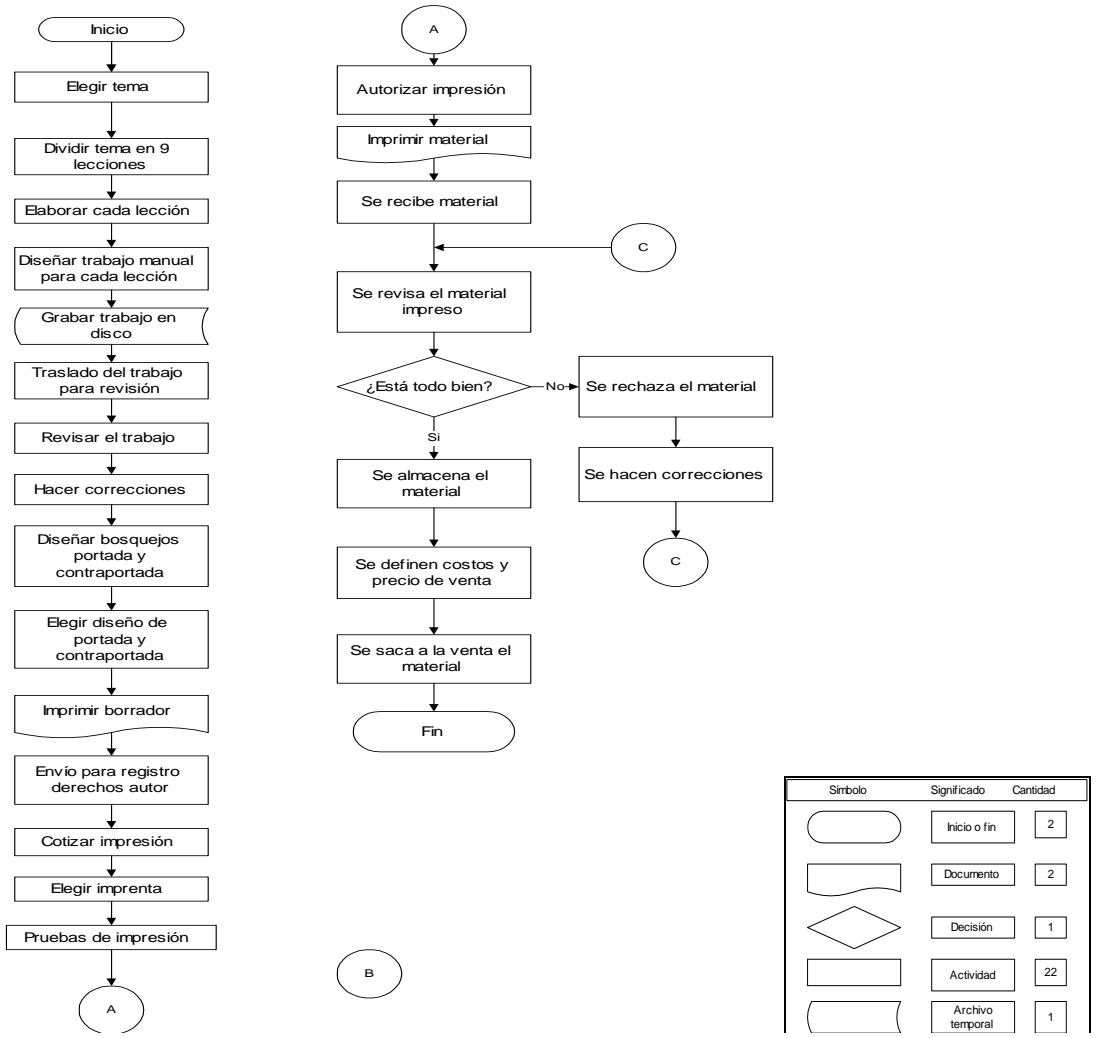 Inicio
Elegir tema
Dividir tema en 9
lecciones
Elaborar cada lección
Diseñar trabajo manual
para cada lección
Grabar trabajo en
disco
Traslado del trabajo
para revisión
Revisar el trabajo
Hacer correcciones
Diseñar bosquejos
portada y
contraportada
Elegir diseño de
portada y
contraportada
Imprimir borrador
Envío para registro
derechos autor
Cotizar impresión
Elegir imprenta
Pruebas de impresión
A
A
Autorizar impresión
Imprimir material
Se recibe material
C
Se revisa el material
impreso
¿Está todo bien?
No
Se rechaza el material
Se hacen correcciones
C
Si
Se almacena el
material
Se definen costos y
precio de venta
Se saca a la venta el
material
Fin
B
Símbolo Significado Cantidad
Inicio o fin 2
Documento 2
Decisión 1
Actividad 22
Archivo
temporal 1